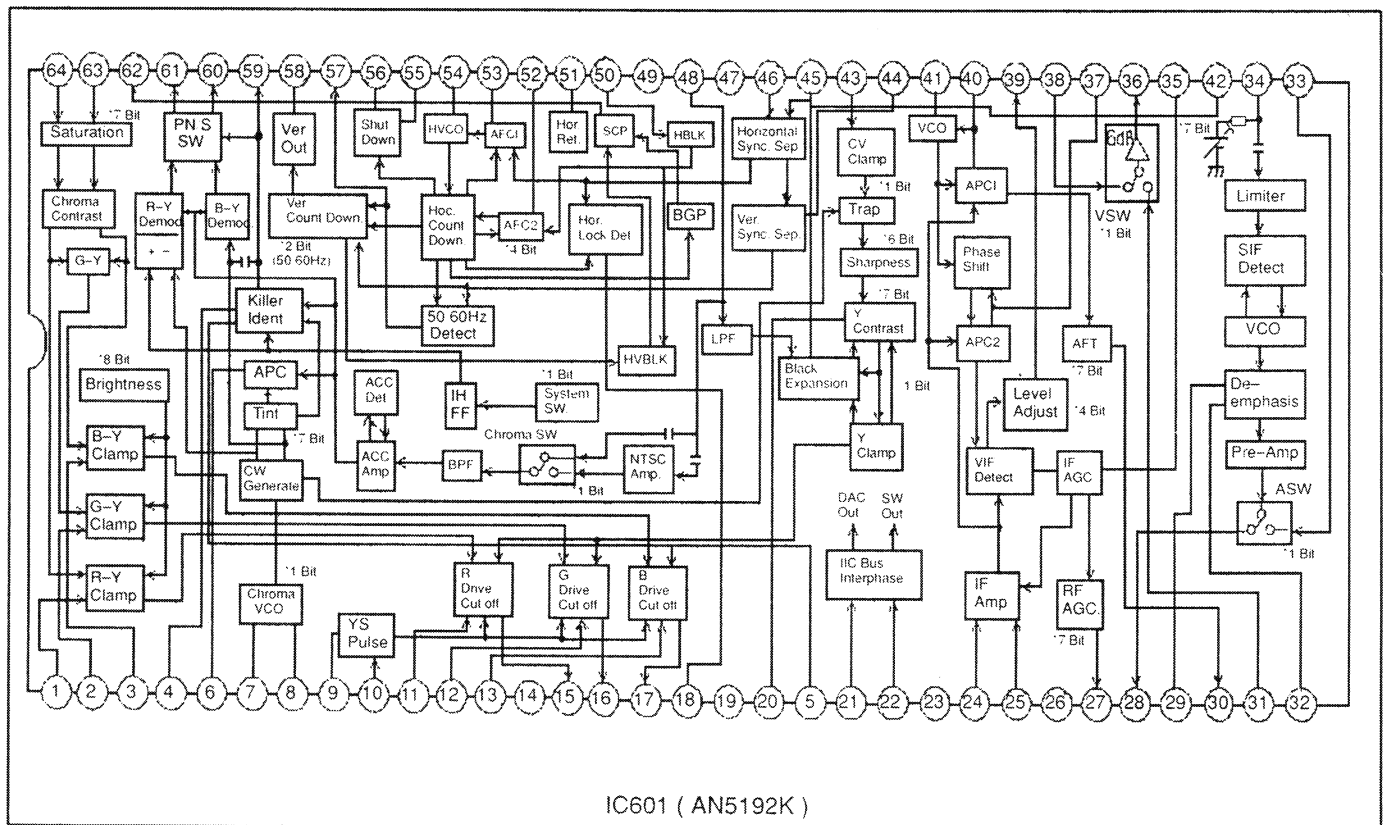 64 63 62 61 60 59 58 57 56 55 54 53 52 51 50 49 48 47 46 45 43 44 41 40 39 38 37 36 35 42 34 33
*7 Bit
Saturation
PN S
SW
Ver
Out
Shut
Down
HVCO
AFC1
Hor
Ret.
SCP
HBLK
Horizontal
Sync. Sep.
VCO
CV
Clamp
*1 Bit
6dB
VSW
*1 Bit
*7 Bit
Limiter
Chroma
Contrast
R-Y
Demod
+ -
B-Y
Demod
Ver
Count Down.
*2 Bit
(50 60Hz)
Hoc.
Count
Down.
AFC2
*4 Bit
Hor.
Lock Det
BGP
Ver.
Sync. Sep.
Trap
*6 Bit
Sharpness
*7 Bit
APC1
Phase
Shift
SIF
Detect
G-Y
Killer
Ident
50 60Hz
Detect
HVBLK
LPF
Y
Contrast
APC2
AFT
*7 Bit
VCO
*8 Bit
Brightness
APC
Tint
*7 Bit
ACC
Det
IH
FF
*1 Bit
System
SW.
Black
Expansion
*1 Bit
Level
Adjust
*4 Bit
De-
emphasis
B-Y
Clamp
CW
Generate
ACC
Amp
BPF
Chroma SW
*1 Bit
NTSC
Amp.
Y
Clamp
VIF
Detect
IF
AGC
Pre-Amp
ASW
*1 Bit
G-Y
Clamp
DAC
Out
SW
Out
R-Y
Clamp
*1 Bit
Chroma
VCO
YS
Pulse
R
Drive
Cut off
G
Drive
Cut off
B
Drive
Cut off
IIC Bus
Interphase
IF
Amp
RF
AGC.
*7 Bit
1 2 3 4 6 7 8 9 10 11 12 13 14 15 16 17 18 19 20 5 21 22 23 24 25 26 27 28 29 30 31 32
IC601 ( AN5192K )